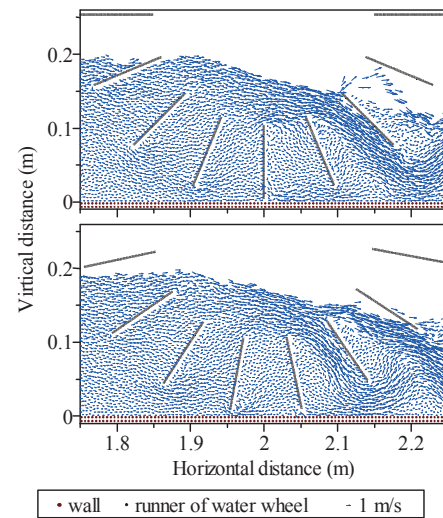 0.2
0.1
0
Virtical distance (m)
0.2
0.1
0
1.8 1.9 2 2.1 2.2
Horizontal distance (m)
wall runner of water wheel 1 m/s